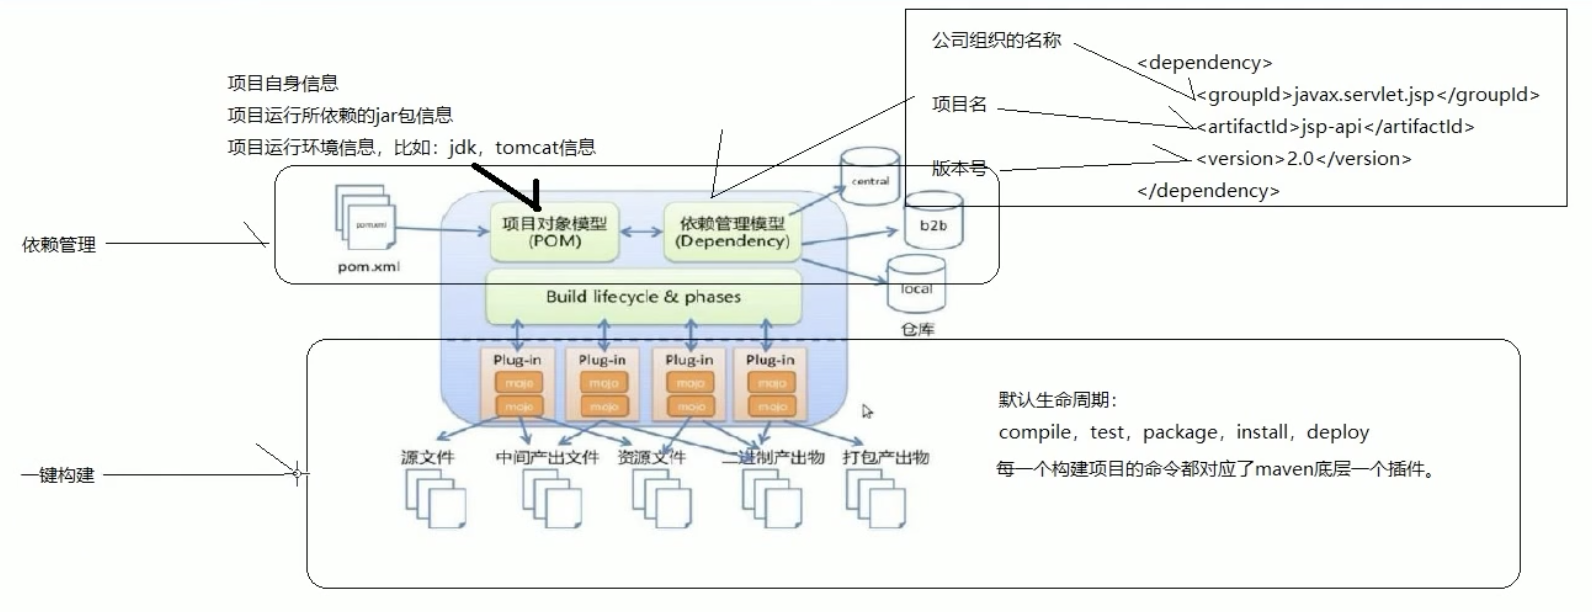 公司组织的名称
<dependency>
<groupId>javax.servlet.jsp</groupId>
项目名
<artifactId>jsp-api</artifactId>
<version>2.0</version>
版本号
</dependency>
项目自身信息
项目运行所依赖的jar包信息
项目运行环境信息，比如：jdk，tomcat信息
依赖管理
pom.xml
pom.xml
项目对象模型
(POM)
依赖管理模型
(Dependency)
central
b2b
local
仓库
Build lifecycle & phases
Plug-in
mojo
mojo
Plug-in
mojo
mojo
Plug-in
mojo
mojo
Plug-in
mojo
mojo
一键构建
源文件
中间产出文件
资源文件
二进制产出物
打包产出物
默认生命周期：
compile，test，package，install，deploy
每一个构建项目的命令都对应了maven底层一个插件。